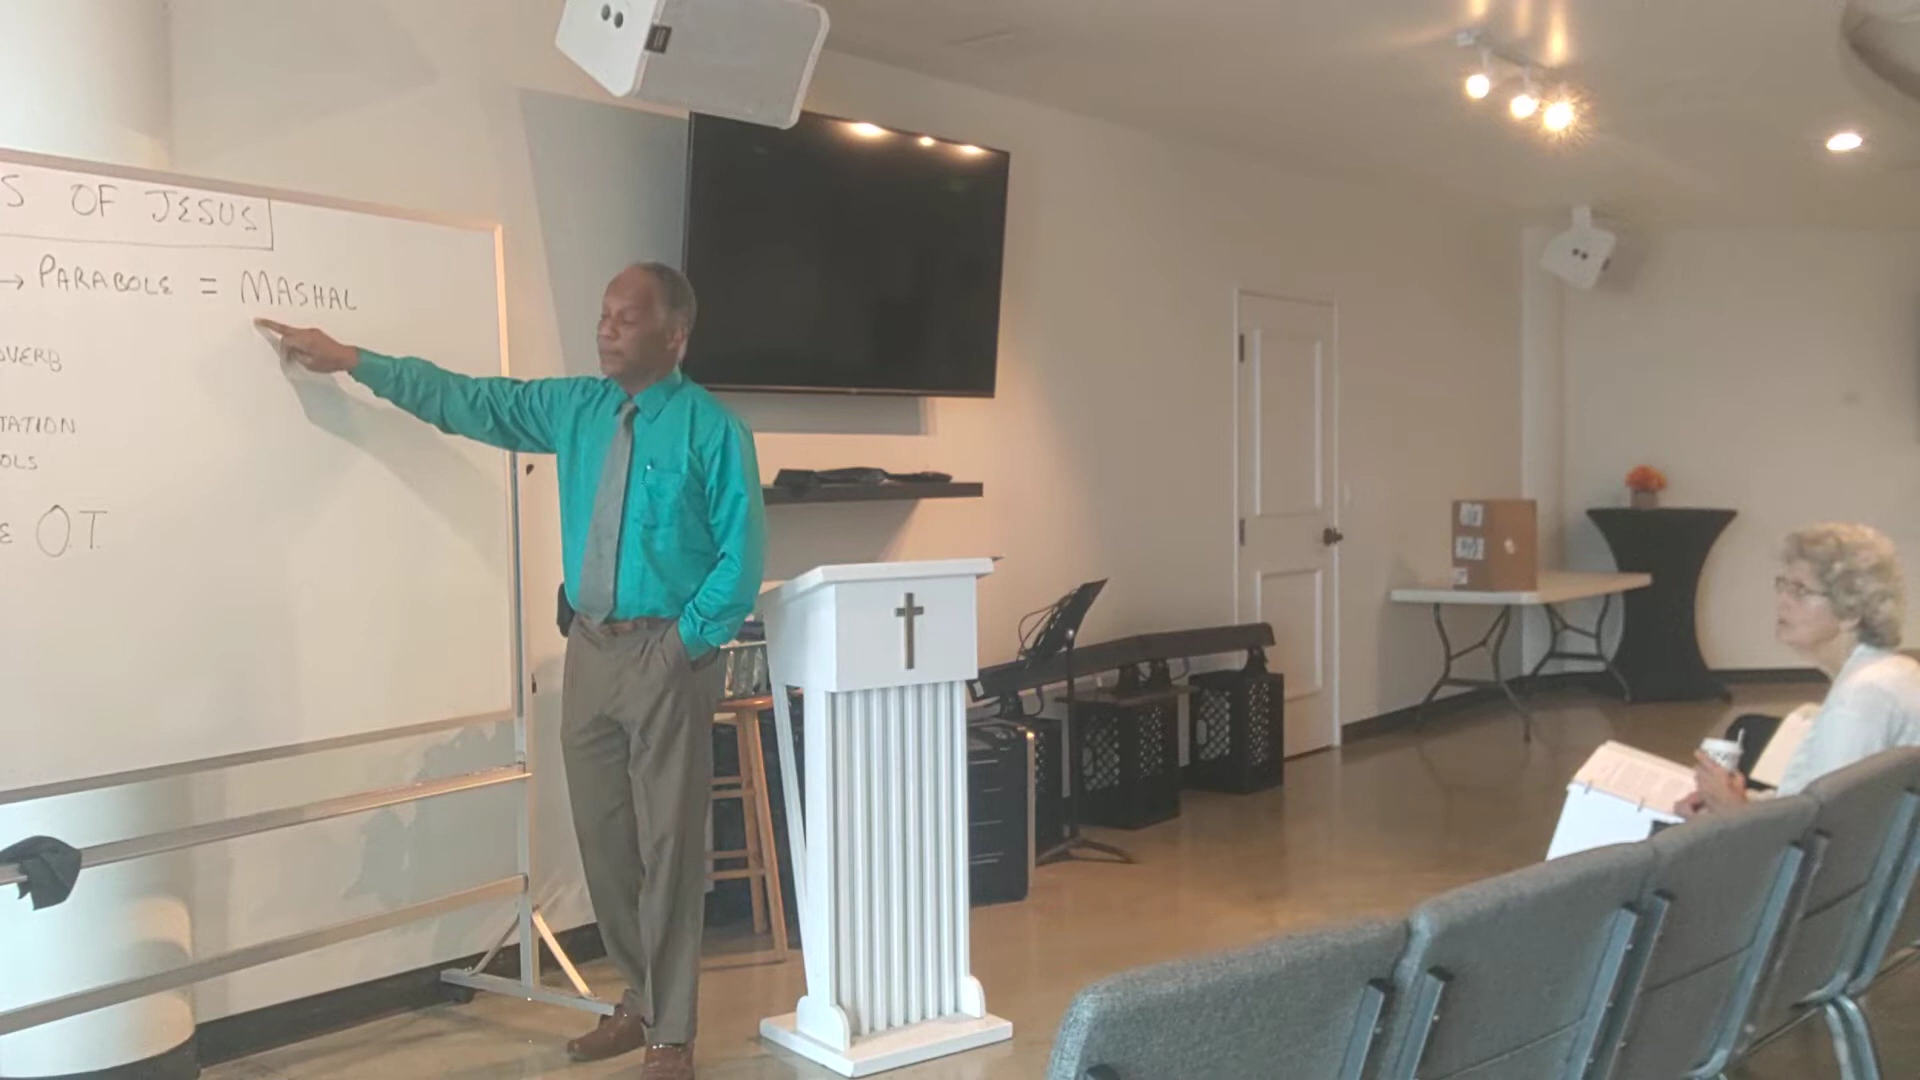 S OF JESUS
→ PARABOLE = MASHAL
OVERB
TATION
OLS
E O.T.